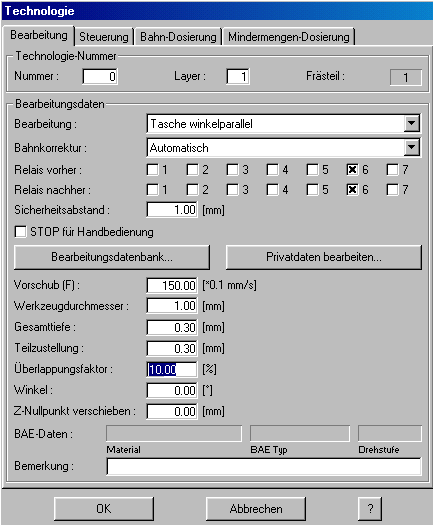 Technologie
Bearbeitung Steuerung Bahn-Dosierung Mindermengen-Dosierung
Technologie-Nummer
Nummer : 0 Layer : 1 Frästeil : 1
Bearbeitungsdaten
Bearbeitung : Tasche winkelparallel
Bahnkorrektur : Automatisch
Relais vorher : 1 2 3 4 5 6 7
Relais nachher : 1 2 3 4 5 6 7
Sicherheitsabstand : 1.00 [mm]
STOP für Handbedienung
Bearbeitungsdatenbank... Privatdaten bearbeiten...
Vorschub (F) : 150.00 [*0.1 mm/s]
Werkzeugdurchmesser : 1.00 [mm]
Gesamttiefe : 0.30 [mm]
Teilzustellung : 0.30 [mm]
Überlappungsfaktor : 10.00 [%]
Winkel : 0.00 [°]
Z-Nullpunkt verschieben : 0.00 [mm]
BAE-Daten :
Material BAE Typ Drehstufe
Bemerkung :
OK Abbrechen ?